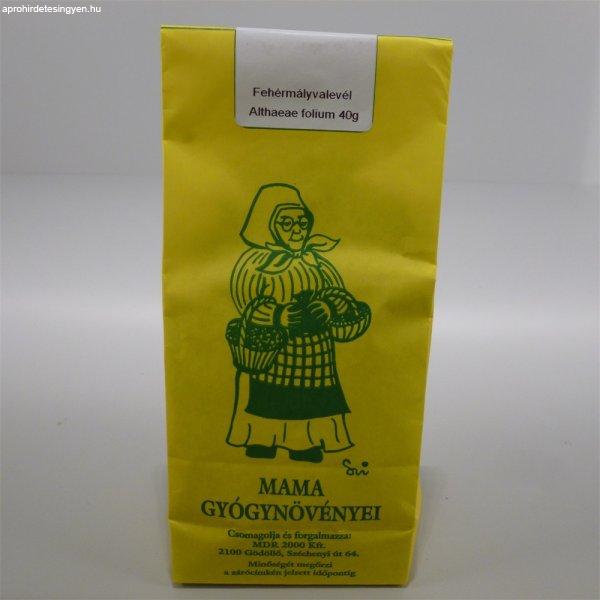 aprohirdetesingyen.hu
Fehérmályvalevél
Althaeae folium 40g
MAMA
GYÓGYNÖVÉNYEI
Csomagolja és forgalmazza:
MDR 2000 Kft.
2100 Gödöllő, Széchenyi út 64.
Minőségét megőrzi
a zárócímkén jelzett időpontig